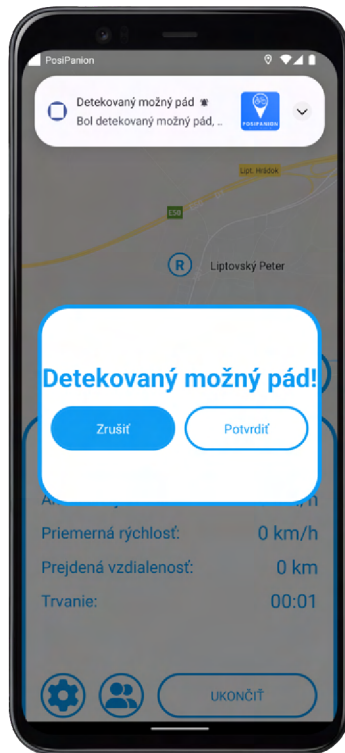 PosiPanion
Detekovaný možný pád
Bol detekovaný možný pád, ..
POSIPANION
Lipt. Hrádok
E50
R
Liptovský Peter
Detekovaný možný pád!
Zrušiť
Potvrdiť
Priemerná rýchlosť: 0 km/h
Prejdená vzdialenosť: 0 km
Trvanie: 00:01
UKONČIŤ